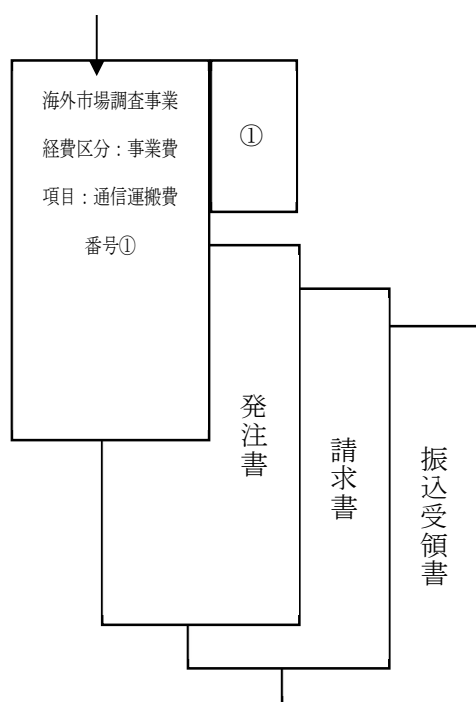 海外市場調査事業
経費区分：事業費
項目：通信運搬費
番号①
①
発注書
請求書
振込受領書